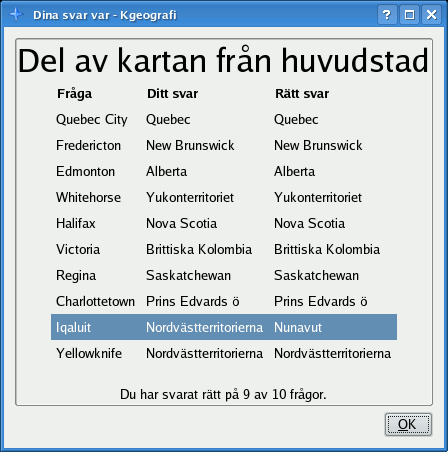 Dina svar var - Kgeografi
Del av kartan från huvudstad
Fråga Ditt svar Rätt svar
Quebec City Quebec Quebec
Fredericton New Brunswick New Brunswick
Edmonton Alberta Alberta
Whitehorse Yukonterritoriet Yukonterritoriet
Halifax Nova Scotia Nova Scotia
Victoria Brittiska Kolombia Brittiska Kolombia
Regina Saskatchewan Saskatchewan
Charlottetown Prins Edvards ö Prins Edvards ö
Iqaluit Nordvästterritorierna Nunavut
Yellowknife Nordvästterritorierna Nordvästterritorierna
Du har svarat rätt på 9 av 10 frågor.
OK